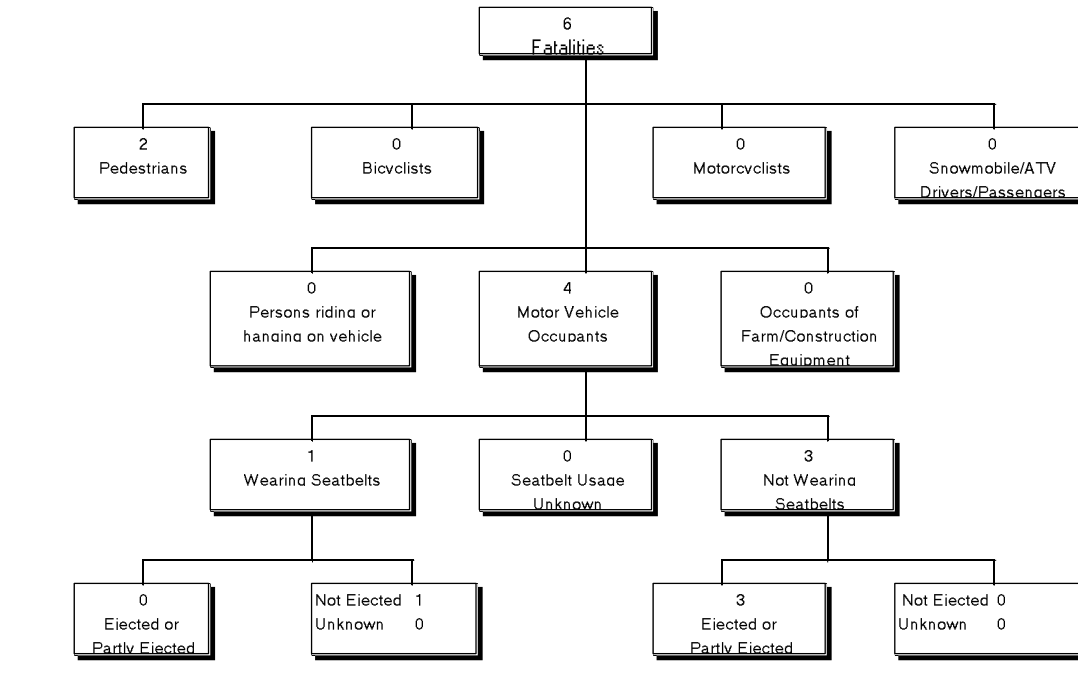 6
Fatalities
2
Pedestrians
0
Bicyclists
0
Motorcyclists
0
Snowmobile/ATV
Drivers/Passengers
0
Persons riding or
hanging on vehicle
4
Motor Vehicle
Occupants
0
Occupants of
Farm/Construction
Equipment
1
Wearing Seatbelts
0
Seatbelt Usage
Unknown
3
Not Wearing
Seatbelts
0
Ejected or
Partly Ejected
Not Ejected 1
Unknown 0
3
Ejected or
Partly Ejected
Not Ejected 0
Unknown 0